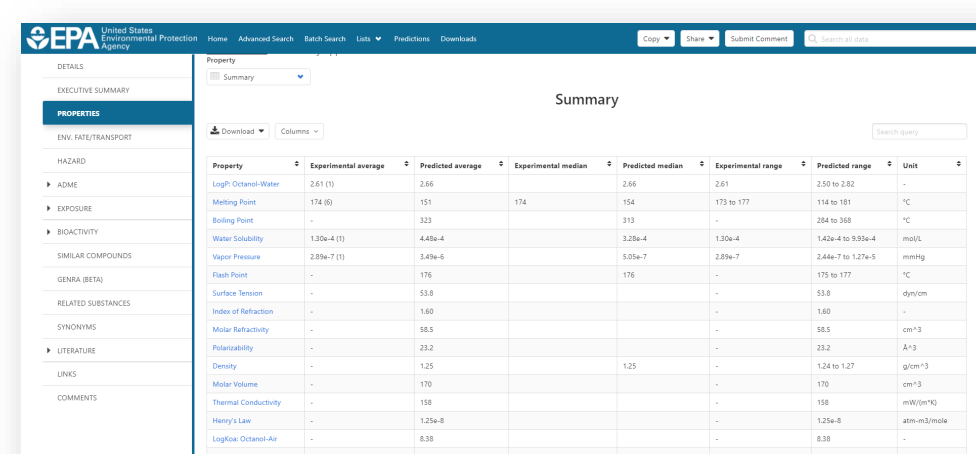 EPA United States Environmental Protection Agency
Home Advanced Search Batch Search Lists Predictions Downloads Copy Share Submit Comment Search all data
DETAILS
EXECUTIVE SUMMARY
PROPERTIES
ENV. FATE/TRANSPORT
HAZARD
ADME
EXPOSURE
BIOACTIVITY
SIMILAR COMPOUNDS
GENRA (BETA)
RELATED SUBSTANCES
SYNONYMS
LITERATURE
LINKS
COMMENTS
Property
Summary
Summary
Download Columns Search query
Property Experimental average Predicted average Experimental median Predicted median Experimental range Predicted range Unit
LogP: Octanol-Water 2.61 (1) 2.66 2.66 2.61 2.50 to 2.82 -
Melting Point 174 (6) 151 174 154 173 to 177 114 to 181 °C
Boiling Point - 323 313 - 284 to 368 °C
Water Solubility 1.30e-4 (1) 4.48e-4 3.28e-4 1.30e-4 1.42e-4 to 9.93e-4 mol/L
Vapor Pressure 2.89e-7 (1) 3.49e-6 5.05e-7 2.89e-7 2.44e-7 to 1.27e-5 mmHg
Flash Point - 176 176 - 175 to 177 °C
Surface Tension - 53.8 - 53.8 dyn/cm
Index of Refraction - 1.60 - 1.60 -
Molar Refractivity - 58.5 - 58.5 cm^3
Polarizability - 23.2 - 23.2 Å^3
Density - 1.25 1.25 - 1.24 to 1.27 g/cm^3
Molar Volume - 170 - 170 cm^3
Thermal Conductivity - 158 - 158 mW/(m*K)
Henry's Law - 1.25e-8 - 1.25e-8 atm-m3/mole
LogKoa: Octanol-Air - 8.38 - 8.38 -